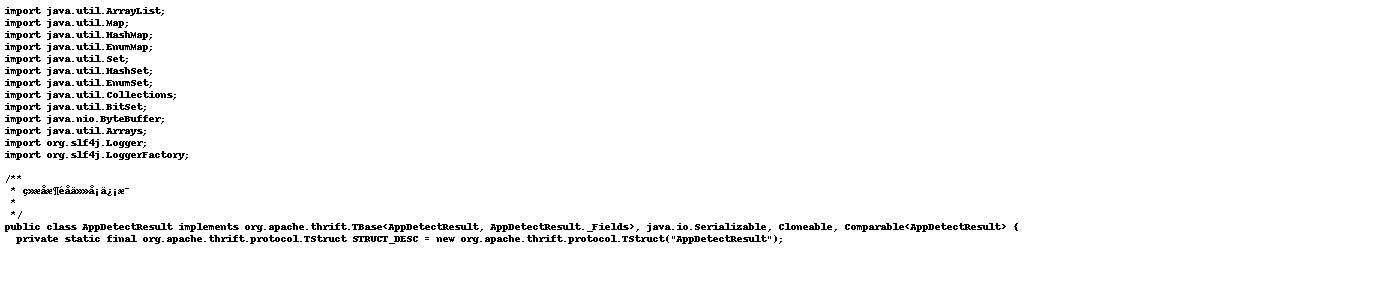 import java.util.ArrayList;
import java.util.Map;
import java.util.HashMap;
import java.util.EnumMap;
import java.util.Set;
import java.util.HashSet;
import java.util.EnumSet;
import java.util.Collections;
import java.util.BitSet;
import java.nio.ByteBuffer;
import java.util.Arrays;
import org.slf4j.Logger;
import org.slf4j.LoggerFactory;
/**
 *
 *
 */
public class AppDetectResult implements org.apache.thrift.TBase<AppDetectResult, AppDetectResult._Fields>, java.io.Serializable, Cloneable, Comparable<AppDetectResult> {
  private static final org.apache.thrift.protocol.TStruct STRUCT_DESC = new org.apache.thrift.protocol.TStruct("AppDetectResult");